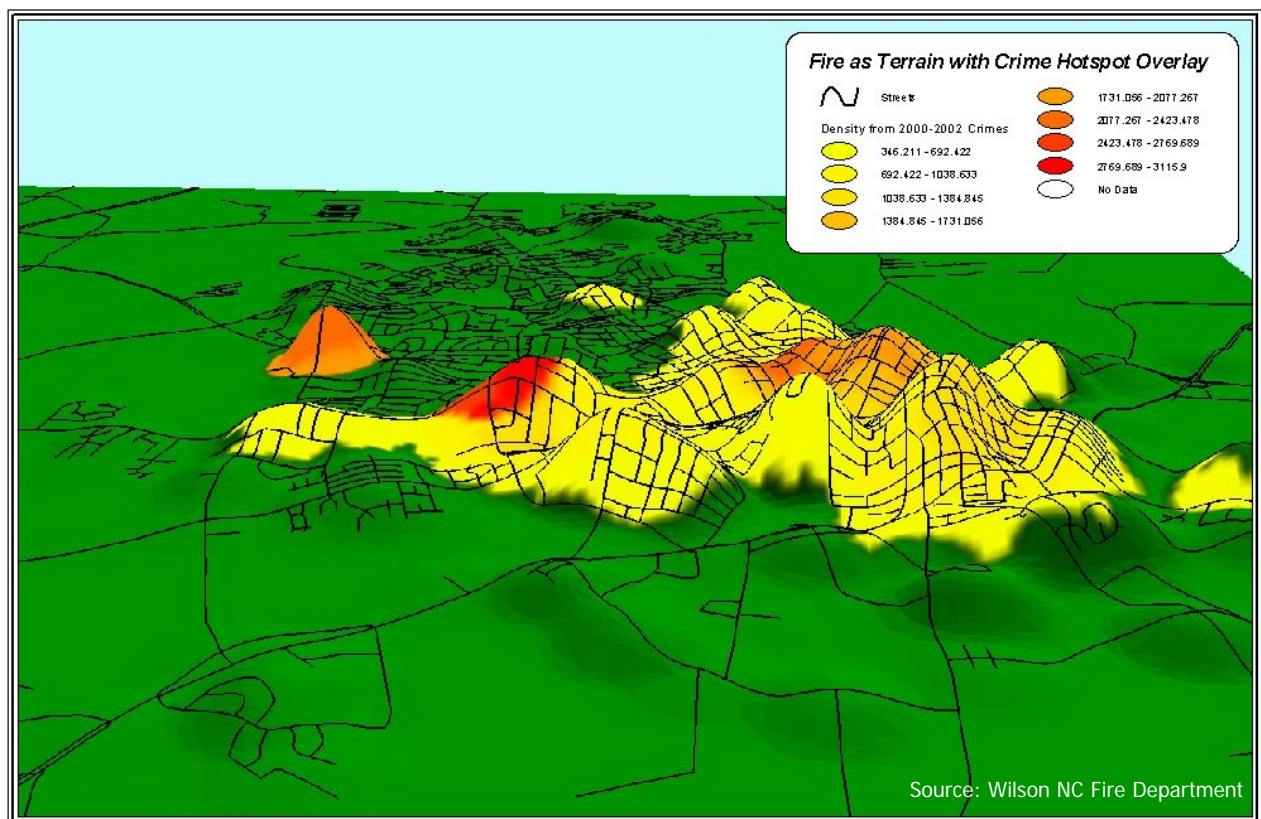 Fire as Terrain with Crime Hotspot Overlay
Streets
Density from 2000-2002 Crimes
346.211 - 692.422
692.422 - 1038.633
1038.633 - 1384.845
1384.845 - 1731.056
1731.056 - 2077.267
2077.267 - 2423.478
2423.478 - 2769.689
2769.689 - 3115.9
No Data
Source: Wilson NC Fire Department